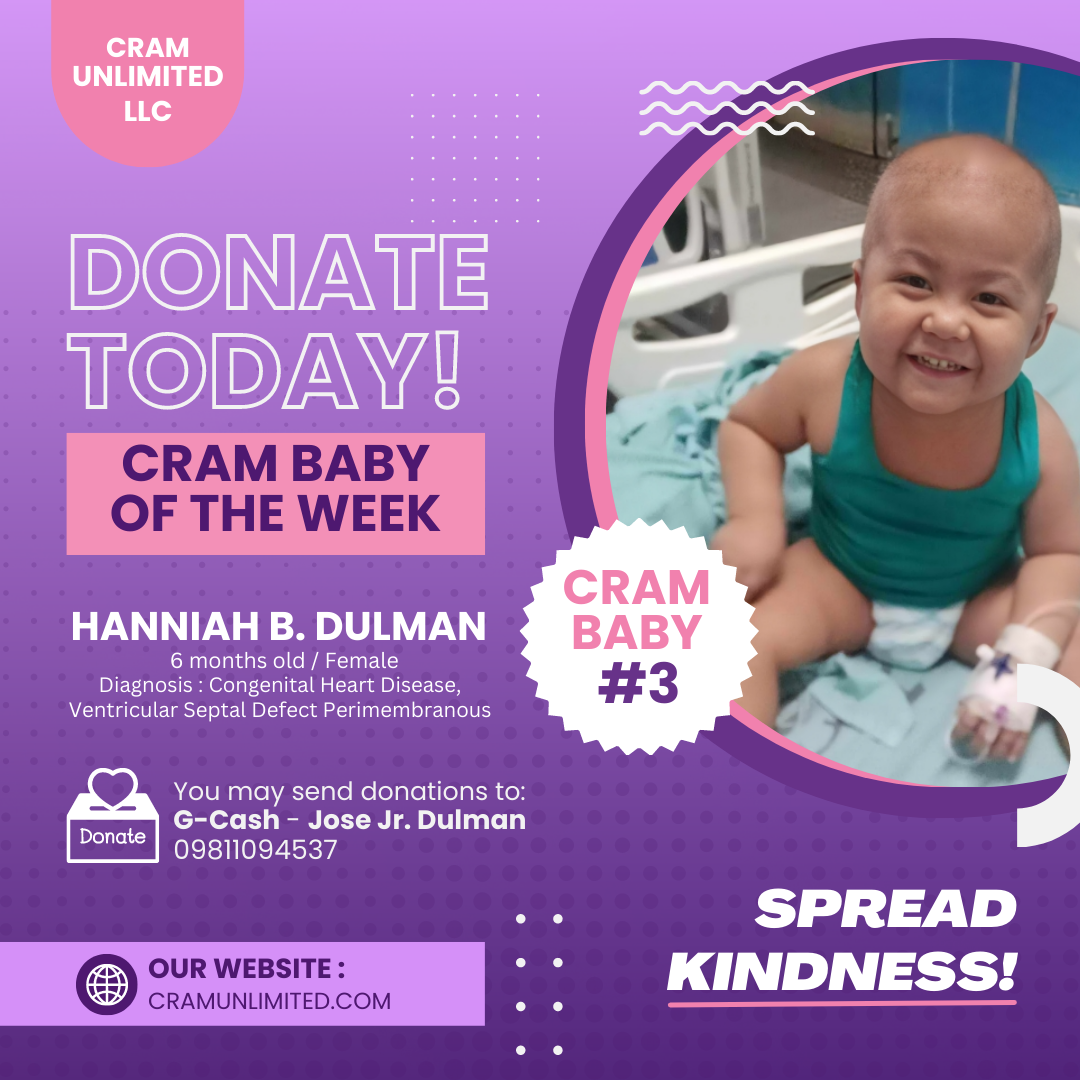 CRAM
UNLIMITED
LLC
DONATE
TODAY!
CRAM BABY
OF THE WEEK
HANNIAH B. DULMAN
6 months old / Female
Diagnosis : Congenital Heart Disease,
Ventricular Septal Defect Perimembranous
CRAM
BABY
#3
Donate
You may send donations to:
G-Cash - Jose Jr. Dulman
09811094537
SPREAD
KINDNESS!
OUR WEBSITE :
CRAMUNLIMITED.COM